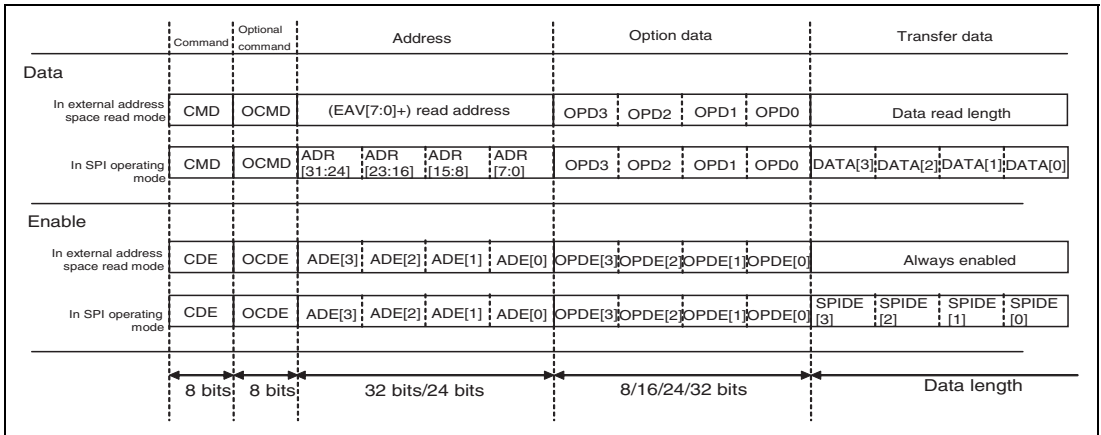 Command Optional command Address Option data Transfer data
Data
In external address space read mode CMD OCMD (EAV[7:0]+) read address OPD3 OPD2 OPD1 OPD0 Data read length
In SPI operating mode CMD OCMD ADR [31:24] ADR [23:16] ADR [15:8] ADR [7:0] OPD3 OPD2 OPD1 OPD0 DATA[3] DATA[2] DATA[1] DATA[0]
Enable
In external address space read mode CDE OCDE ADE[3] ADE[2] ADE[1] ADE[0] OPDE[3] OPDE[2] OPDE[1] OPDE[0] Always enabled
In SPI operating mode CDE OCDE ADE[3] ADE[2] ADE[1] ADE[0] OPDE[3] OPDE[2] OPDE[1] OPDE[0] SPIDE [3] SPIDE [2] SPIDE [1] SPIDE [0]
8 bits 8 bits 32 bits/24 bits 8/16/24/32 bits Data length